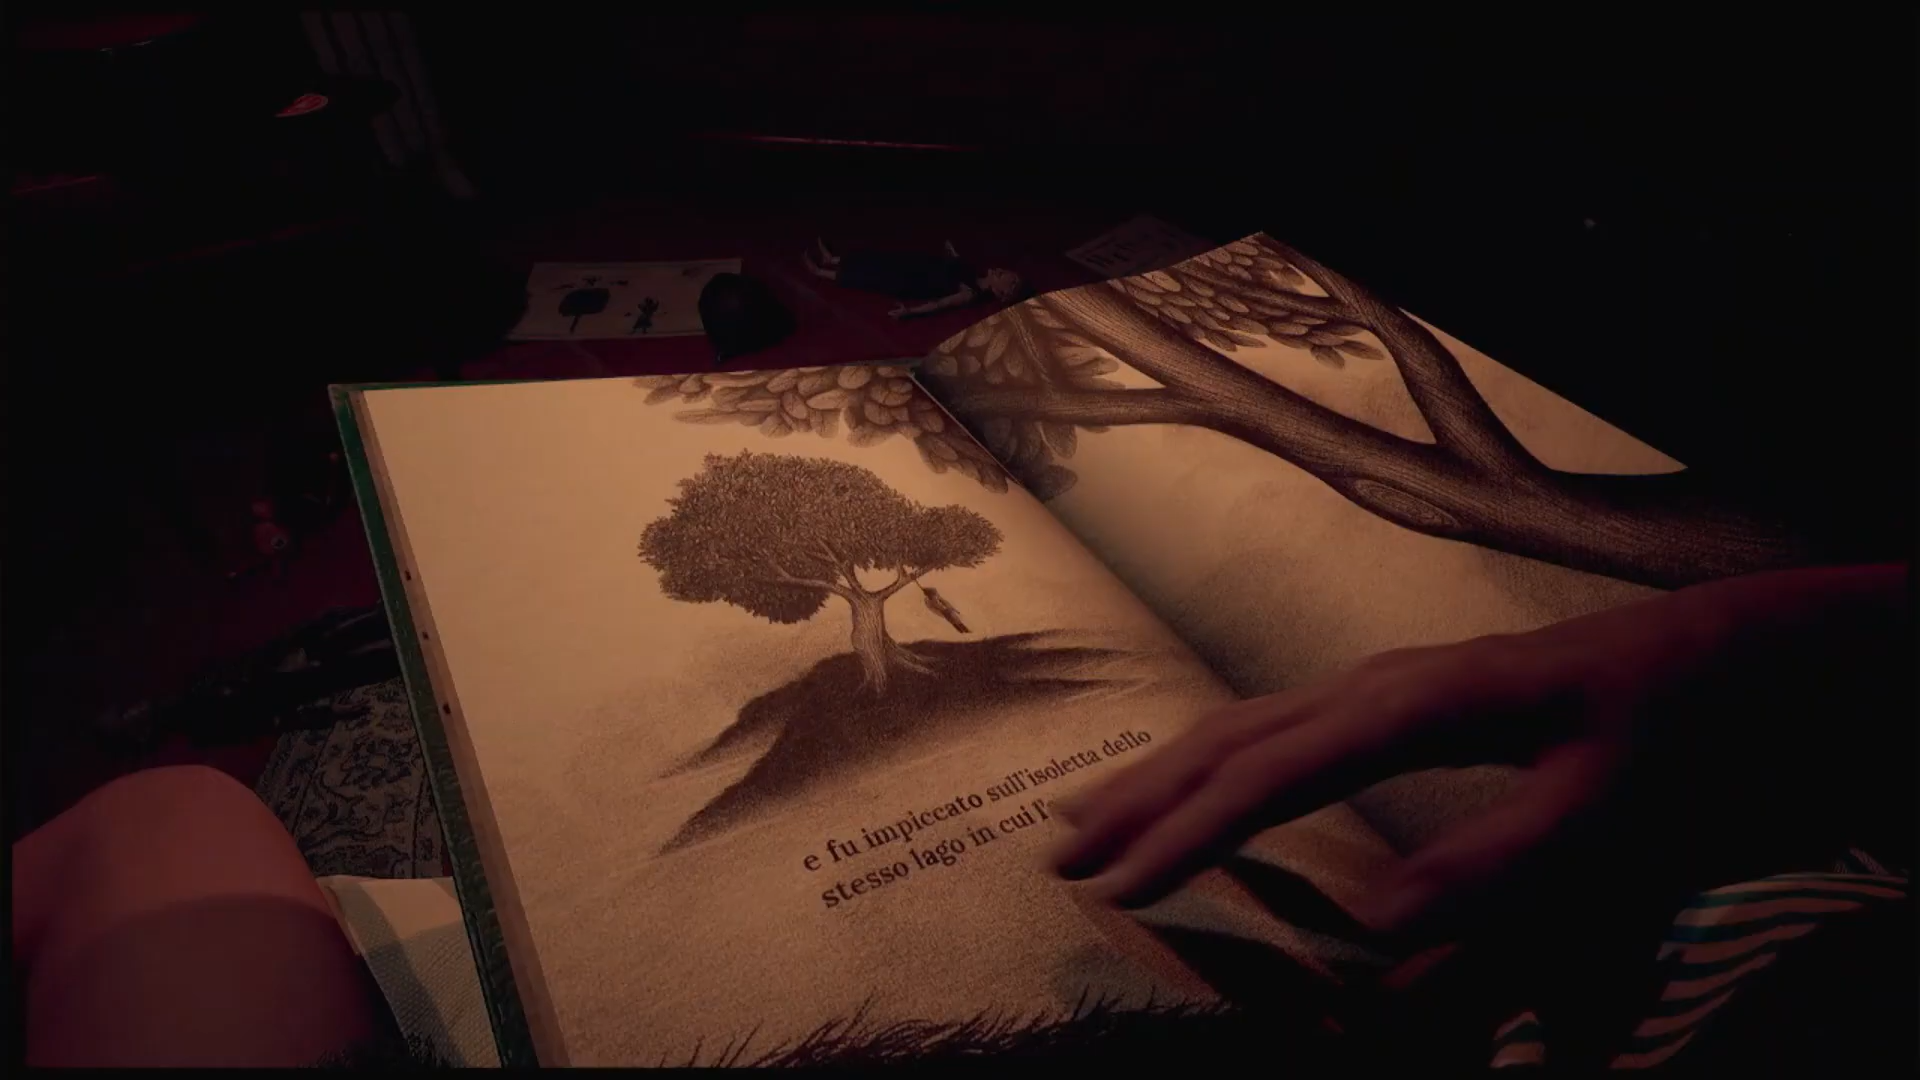 e fu impiccato sull'isoletta dello
stesso lago in cui